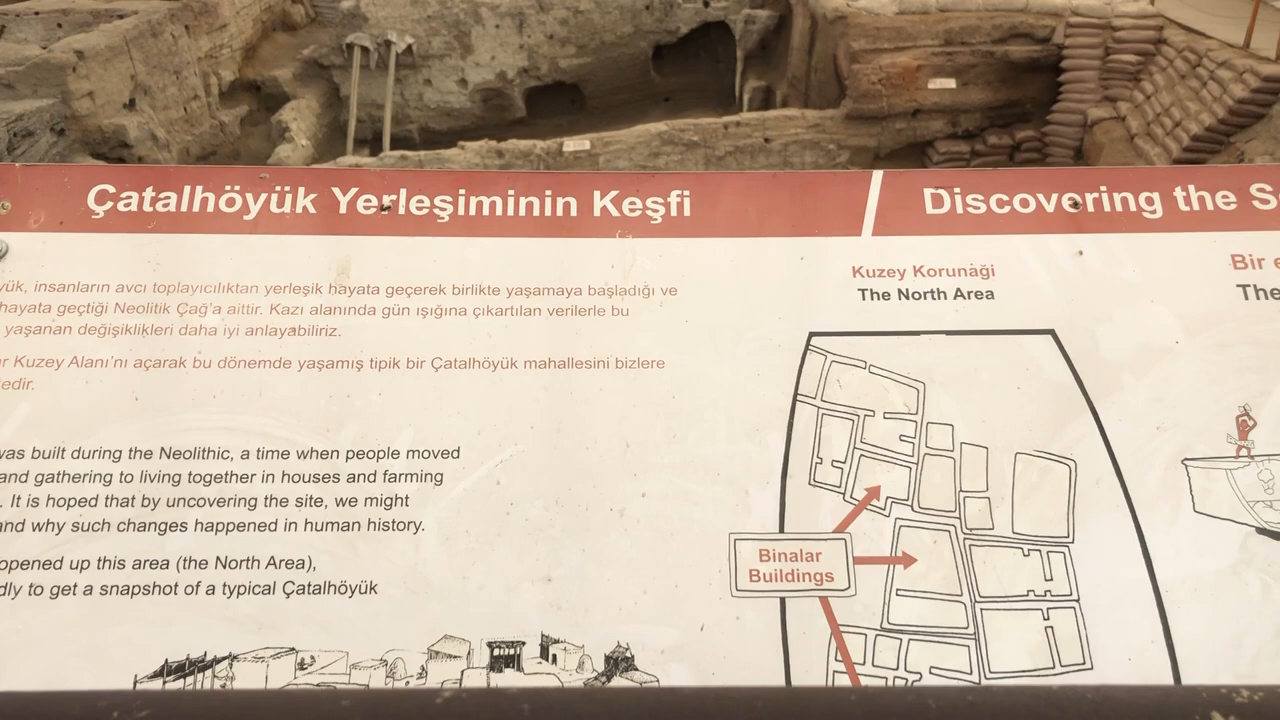 Çatalhöyük Yerleşiminin Keşfi
Discovering the S
yük, insanların avcı toplayıcılıktan yerleşik hayata geçerek birlikte yaşamaya başladığı ve
hayata geçtiği Neolitik Çağ'a aittir. Kazı alanında gün ışığına çıkartılan verilerle bu
yaşanan değişiklikleri daha iyi anlayabiliriz.
ar Kuzey Alanı'nı açarak bu dönemde yaşamış tipik bir Çatalhöyük mahallesini bizlere
edir.
was built during the Neolithic, a time when people moved
and gathering to living together in houses and farming
. It is hoped that by uncovering the site, we might
and why such changes happened in human history.
opened up this area (the North Area),
dly to get a snapshot of a typical Çatalhöyük
Kuzey Korunağı
The North Area
Binalar
Buildings
Bir e
The